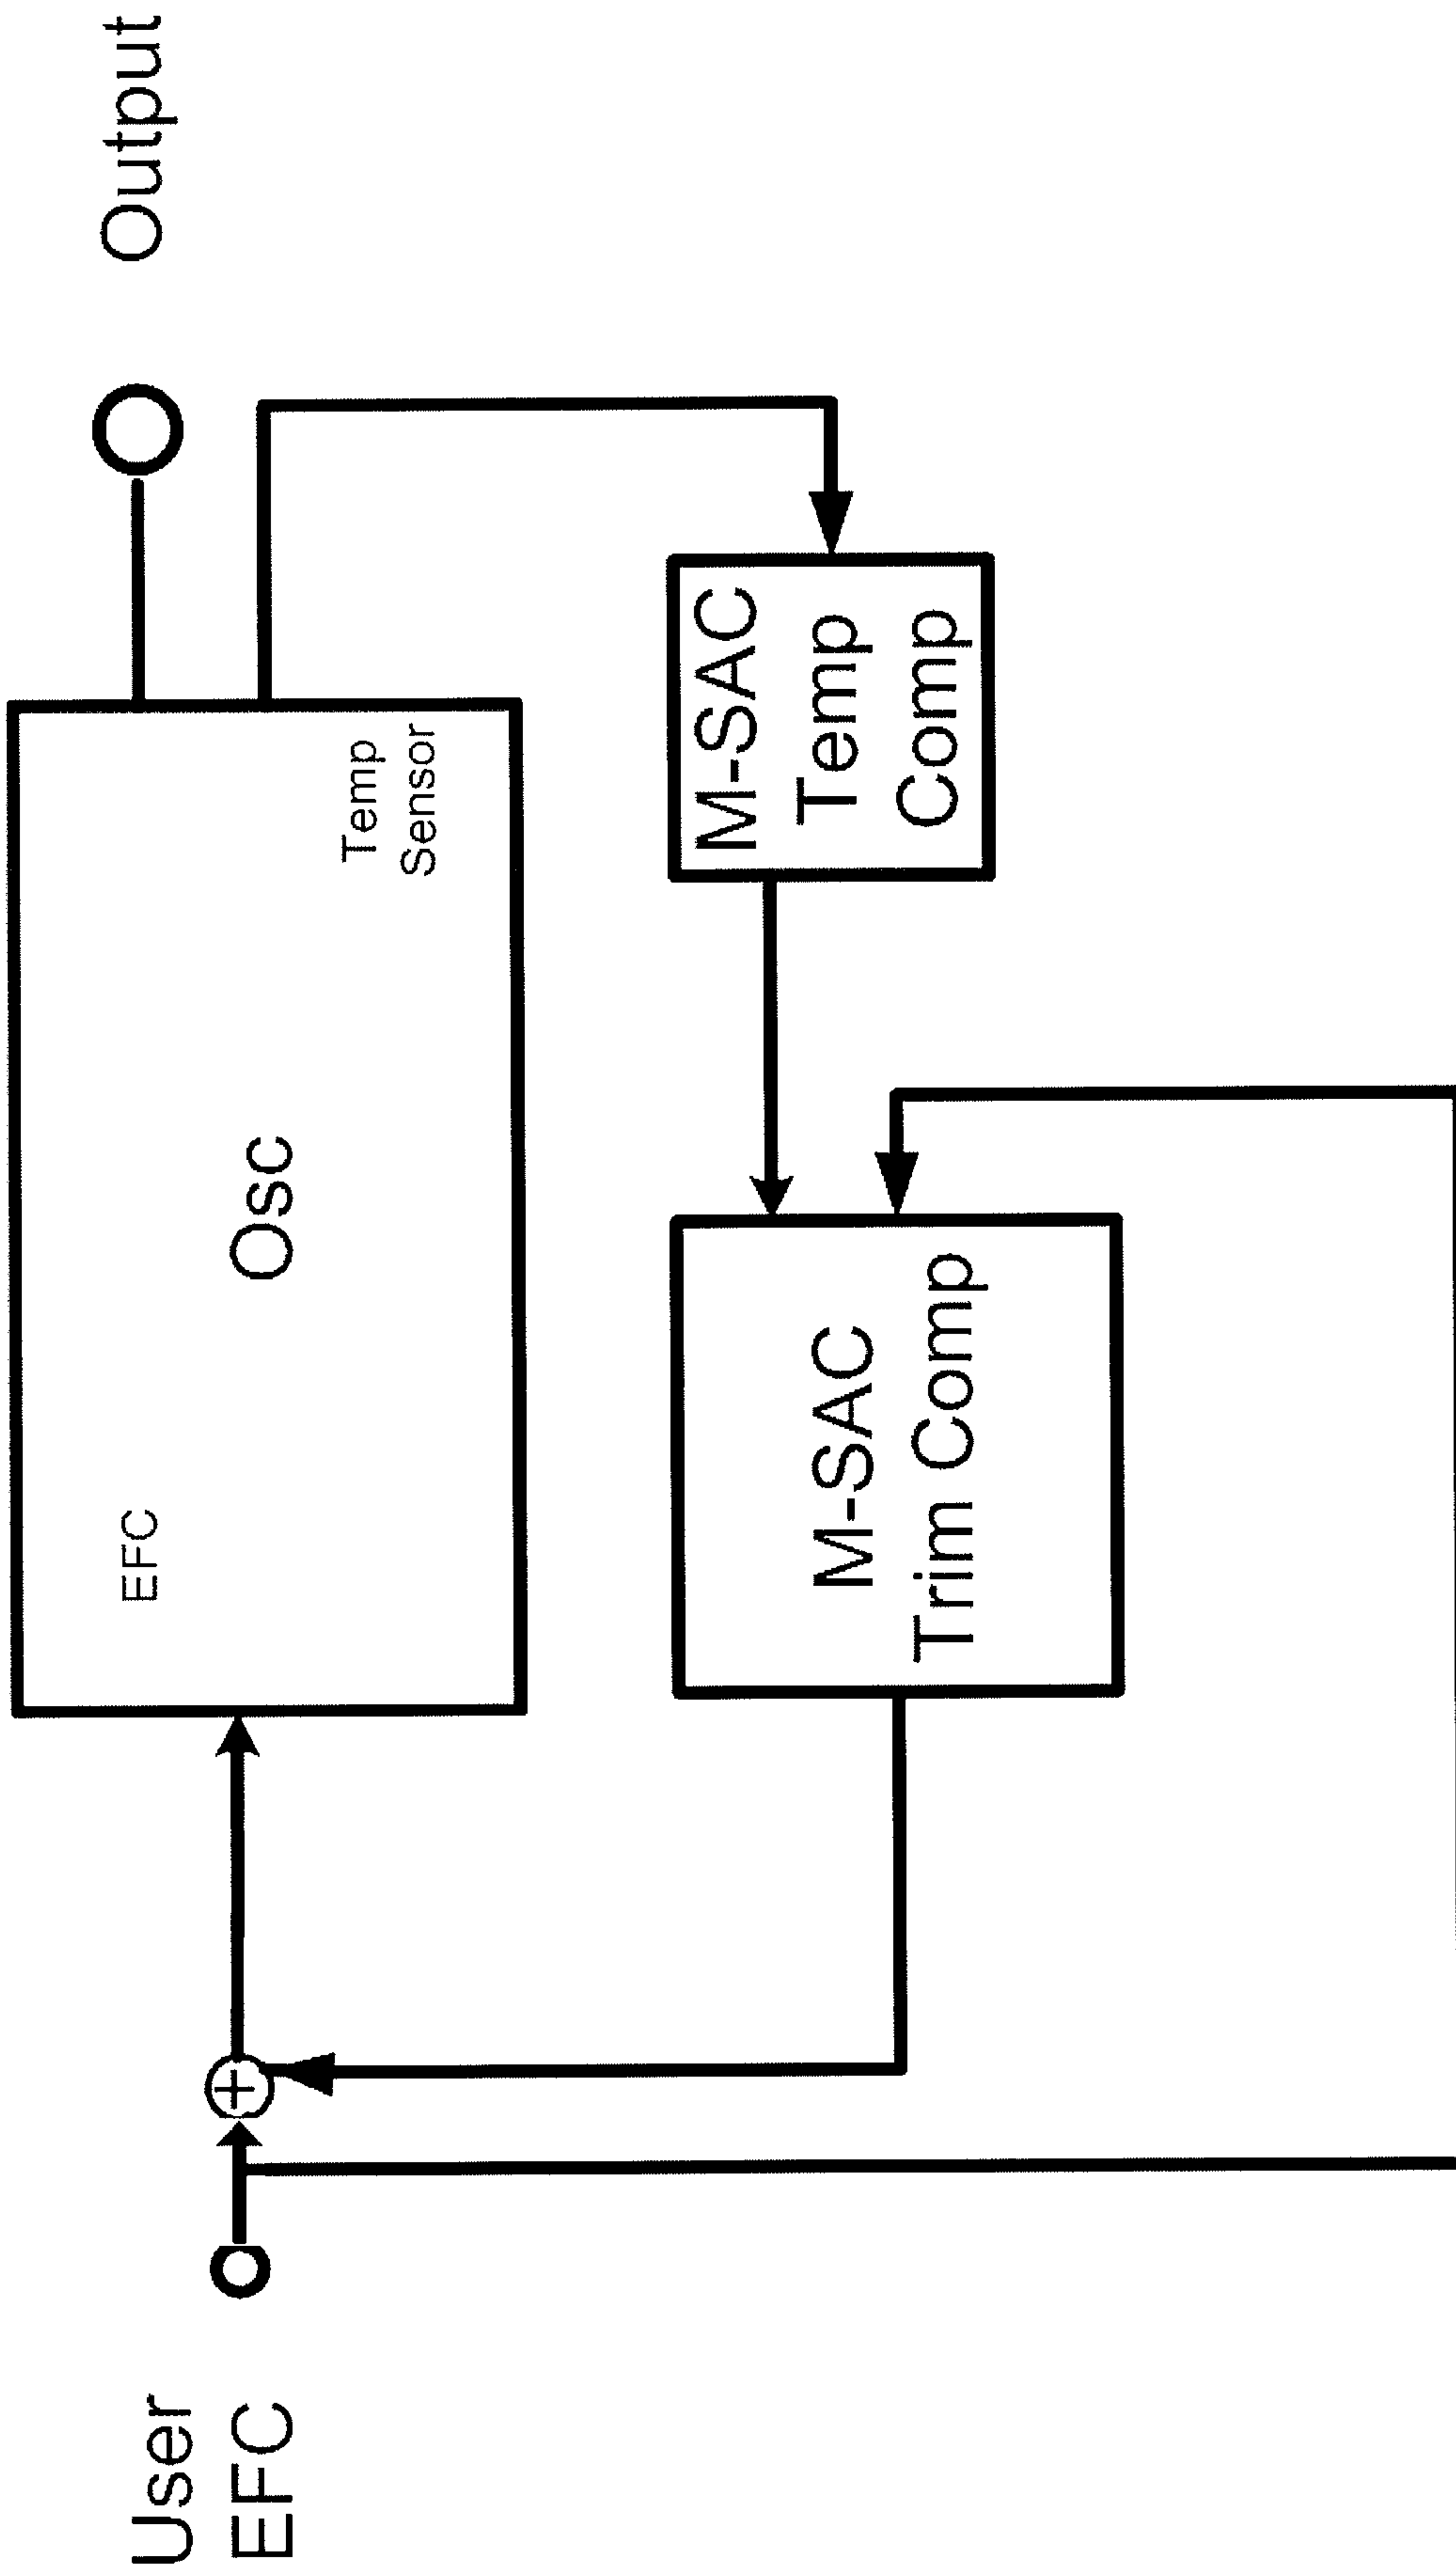 User
EFC
+
EFC
Osc
Temp
Sensor
Output
M-SAC
Trim Comp
M-SAC
Temp
Comp